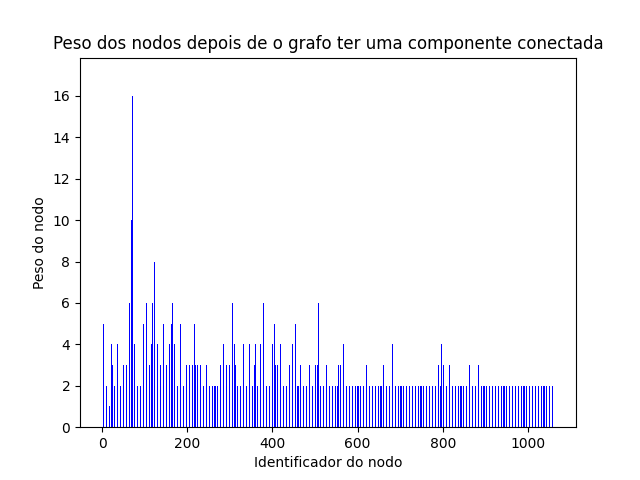 Peso dos nodos depois de o grafo ter uma componente conectada
16
14
12
10
8
6
4
2
0
Peso do nodo
0 200 400 600 800 1000
Identificador do nodo